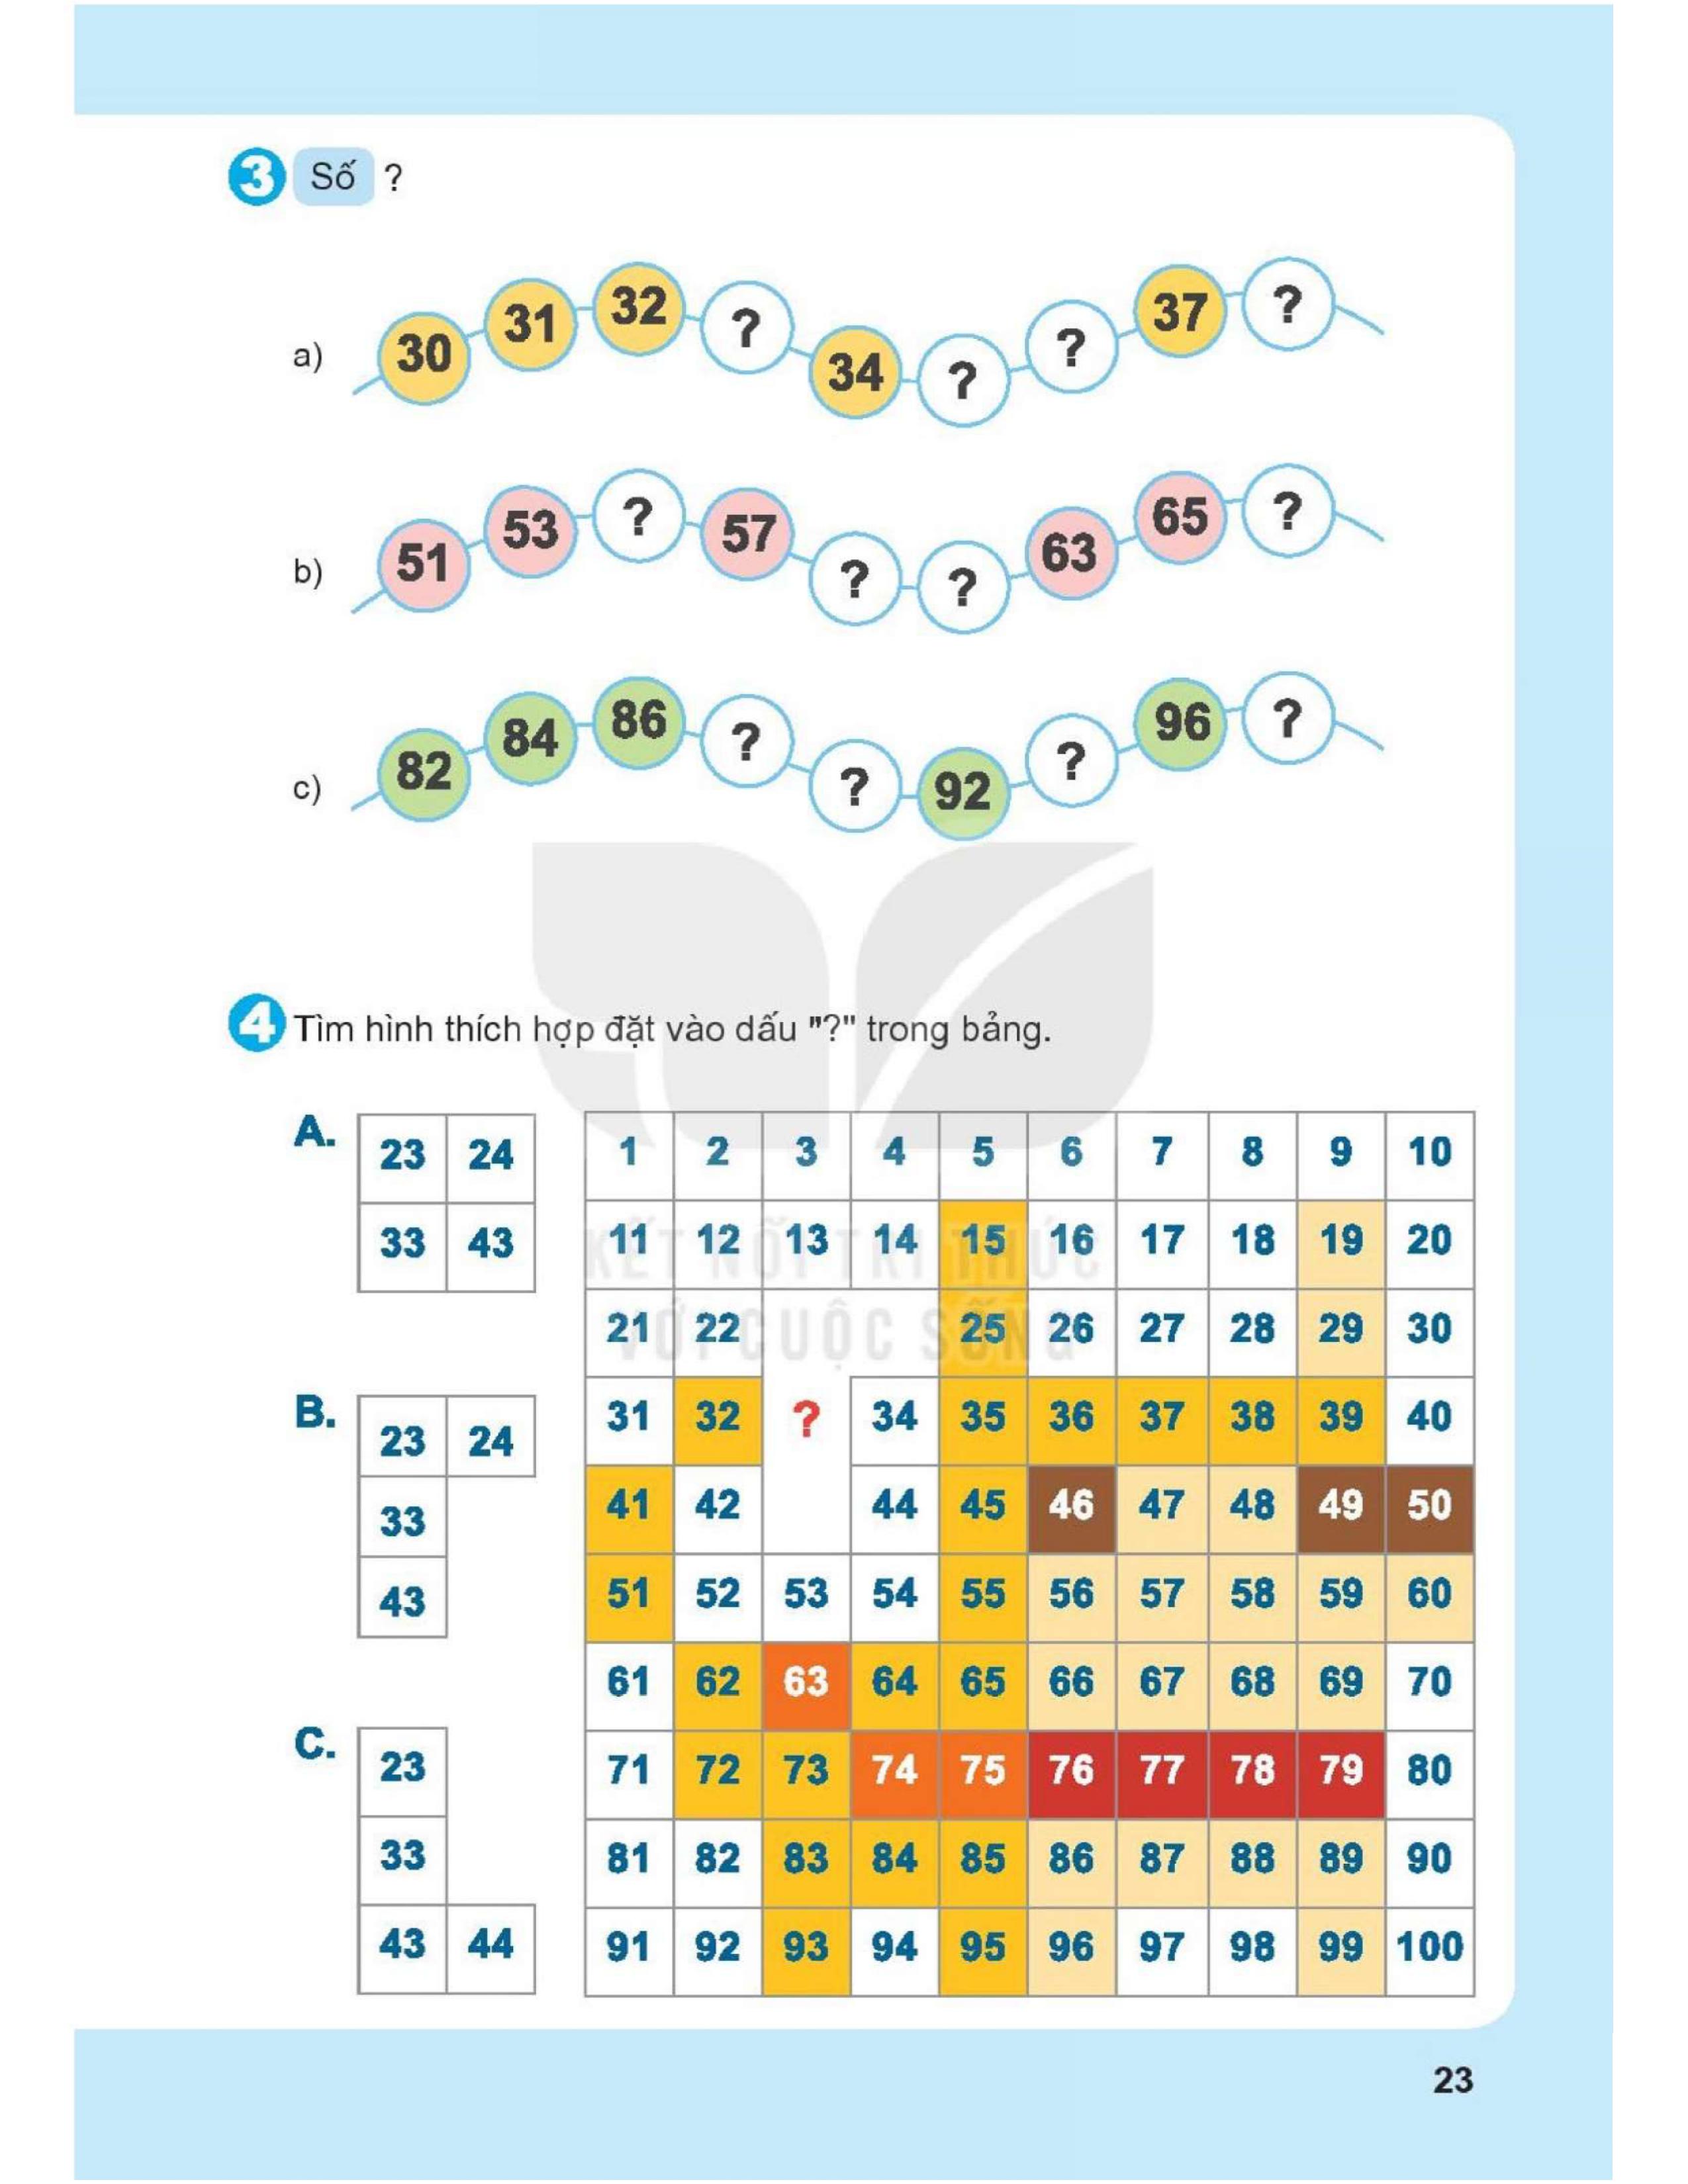 3 Số ?
a) 30 31 32 ? 34 ? ? 37 ?
b) 51 53 ? 57 ? ? 63 65 ?
c) 82 84 86 ? ? 92 ? 96 ?
4 Tìm hình thích hợp đặt vào dấu "?" trong bảng.
A.
23 24
33 43
B.
23 24
33
43
C.
23
33
43 44
1 2 3 4 5 6 7 8 9 10
11 12 13 14 15 16 17 18 19 20
21 22 25 26 27 28 29 30
31 32 ? 34 35 36 37 38 39 40
41 42 44 45 46 47 48 49 50
51 52 53 54 55 56 57 58 59 60
61 62 63 64 65 66 67 68 69 70
71 72 73 74 75 76 77 78 79 80
81 82 83 84 85 86 87 88 89 90
91 92 93 94 95 96 97 98 99 100
KẾT NỐI TRI THỨC
VỚI CUỘC SỐNG
23